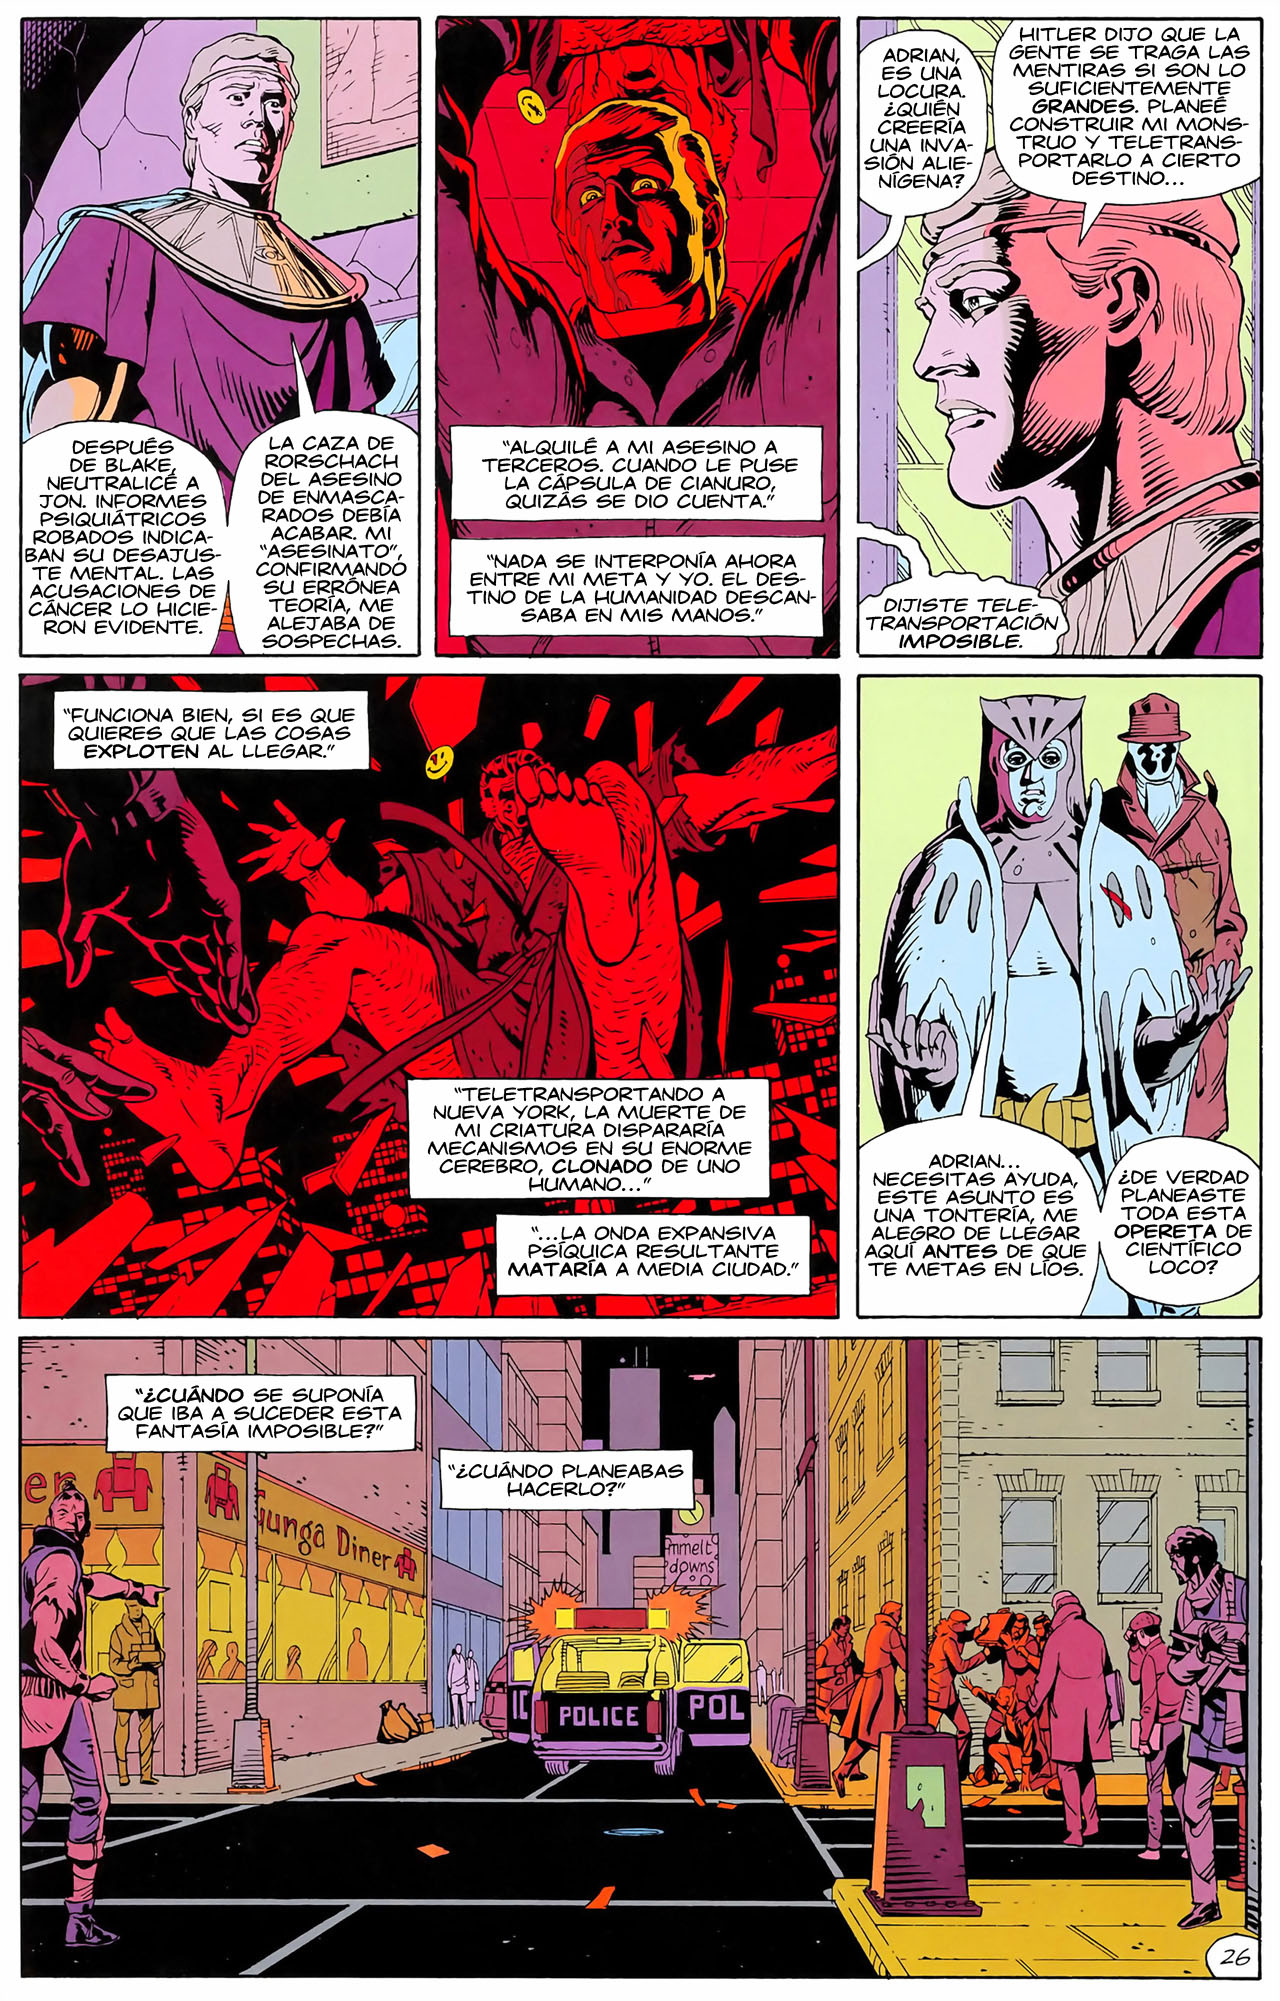 DESPUÉS
DE BLAKE,
NEUTRALICÉ A
JON. INFORMES
PSIQUIÁTRICOS
ROBADOS INDICA-
BAN SU DESAJUS-
TE MENTAL. LAS
ACUSACIONES DE
CÁNCER LO HICIE-
RON EVIDENTE.
LA CAZA DE
RORSCHACH
DEL ASESINO
DE ENMASCA-
RADOS DEBÍA
ACABAR. MI
"ASESINATO",
CONFIRMANDO
SU ERRÓNEA
TEORÍA, ME
ALEJABA DE
SOSPECHAS.
"ALQUILÉ A MI ASESINO A
TERCEROS. CUANDO LE PUSE
LA CÁPSULA DE CIANURO,
QUIZÁS SE DIO CUENTA."
"NADA SE INTERPONÍA AHORA
ENTRE MI META Y YO. EL DES-
TINO DE LA HUMANIDAD DESCAN-
SABA EN MIS MANOS."
ADRIAN,
ES UNA
LOCURA.
¿QUIÉN
CREERÍA
UNA INVA-
SIÓN ALIE-
NÍGENA?
HITLER DIJO QUE LA
GENTE SE TRAGA LAS
MENTIRAS SI SON LO
SUFICIENTEMENTE
GRANDES. PLANEÉ
CONSTRUIR MI MONS-
TRUO Y TELETRANS-
PORTARLO A CIERTO
DESTINO...
DIJISTE TELE-
TRANSPORTACIÓN
IMPOSIBLE.
"FUNCIONA BIEN, SI ES QUE
QUIERES QUE LAS COSAS
EXPLOTEN AL LLEGAR."
"TELETRANSPORTANDO A
NUEVA YORK, LA MUERTE DE
MI CRIATURA DISPARARÍA
MECANISMOS EN SU ENORME
CEREBRO, CLONADO DE UNO
HUMANO..."
"...LA ONDA EXPANSIVA
PSÍQUICA RESULTANTE
MATARÍA A MEDIA CIUDAD."
ADRIAN...
NECESITAS AYUDA,
ESTE ASUNTO ES
UNA TONTERÍA, ME
ALEGRO DE LLEGAR
AQUÍ ANTES DE QUE
TE METAS EN LÍOS.
¿DE VERDAD
PLANEASTE
TODA ESTA
OPERETA DE
CIENTÍFICO
LOCO?
"¿CUÁNDO SE SUPONÍA
QUE IBA A SUCEDER ESTA
FANTASÍA IMPOSIBLE?"
"¿CUÁNDO PLANEABAS
HACERLO?"
er
Gunga Diner
mmelt
downs
IC
POLICE
POL
26